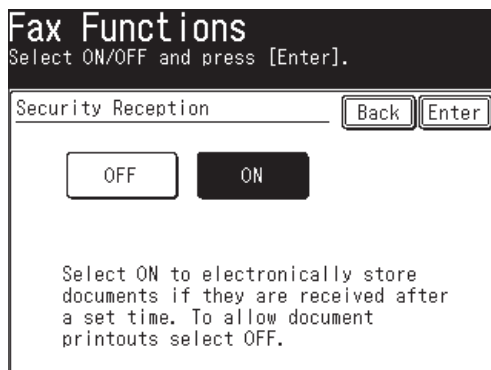 Fax Functions
Select ON/OFF and press [Enter].
Security Reception
Back Enter
OFF ON
Select ON to electronically store
documents if they are received after
a set time. To allow document
printouts select OFF.